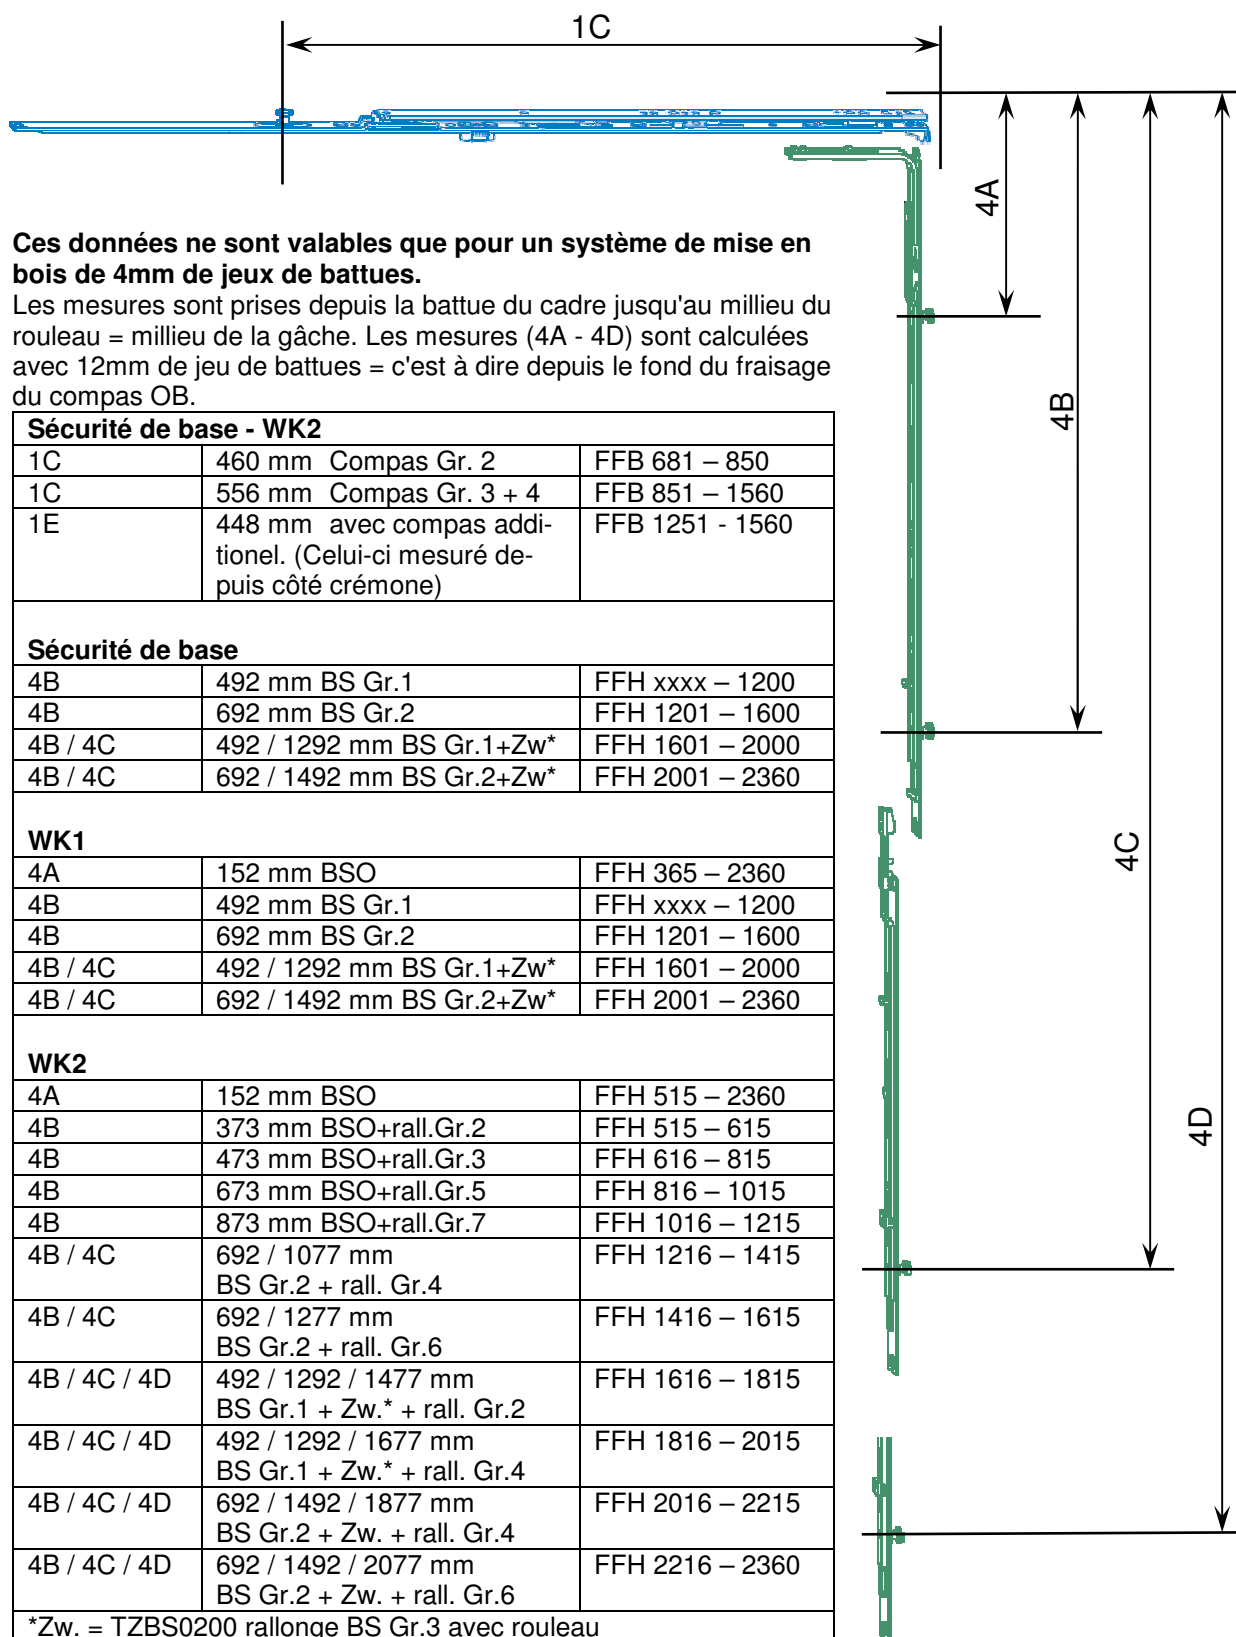 1C
4A
4B
4C
4D
Ces données ne sont valables que pour un système de mise en
bois de 4mm de jeux de battues.
Les mesures sont prises depuis la battue du cadre jusqu'au millieu du
rouleau = millieu de la gâche. Les mesures (4A - 4D) sont calculées
avec 12mm de jeu de battues = c'est à dire depuis le fond du fraisage
du compas OB.
Sécurité de base - WK2
1C 460 mm Compas Gr. 2 FFB 681 – 850
1C 556 mm Compas Gr. 3 + 4 FFB 851 – 1560
1E 448 mm avec compas addi- FFB 1251 - 1560
tionel. (Celui-ci mesuré de-
puis côté crémone)
Sécurité de base
4B 492 mm BS Gr.1 FFH xxxx – 1200
4B 692 mm BS Gr.2 FFH 1201 – 1600
4B / 4C 492 / 1292 mm BS Gr.1+Zw* FFH 1601 – 2000
4B / 4C 692 / 1492 mm BS Gr.2+Zw* FFH 2001 – 2360
WK1
4A 152 mm BSO FFH 365 – 2360
4B 492 mm BS Gr.1 FFH xxxx – 1200
4B 692 mm BS Gr.2 FFH 1201 – 1600
4B / 4C 492 / 1292 mm BS Gr.1+Zw* FFH 1601 – 2000
4B / 4C 692 / 1492 mm BS Gr.2+Zw* FFH 2001 – 2360
WK2
4A 152 mm BSO FFH 515 – 2360
4B 373 mm BSO+rall.Gr.2 FFH 515 – 615
4B 473 mm BSO+rall.Gr.3 FFH 616 – 815
4B 673 mm BSO+rall.Gr.5 FFH 816 – 1015
4B 873 mm BSO+rall.Gr.7 FFH 1016 – 1215
4B / 4C 692 / 1077 mm FFH 1216 – 1415
BS Gr.2 + rall. Gr.4
4B / 4C 692 / 1277 mm FFH 1416 – 1615
BS Gr.2 + rall. Gr.6
4B / 4C / 4D 492 / 1292 / 1477 mm FFH 1616 – 1815
BS Gr.1 + Zw.* + rall. Gr.2
4B / 4C / 4D 492 / 1292 / 1677 mm FFH 1816 – 2015
BS Gr.1 + Zw.* + rall. Gr.4
4B / 4C / 4D 692 / 1492 / 1877 mm FFH 2016 – 2215
BS Gr.2 + Zw. + rall. Gr.4
4B / 4C / 4D 692 / 1492 / 2077 mm FFH 2216 – 2360
BS Gr.2 + Zw. + rall. Gr.6
*Zw. = TZBS0200 rallonge BS Gr.3 avec rouleau